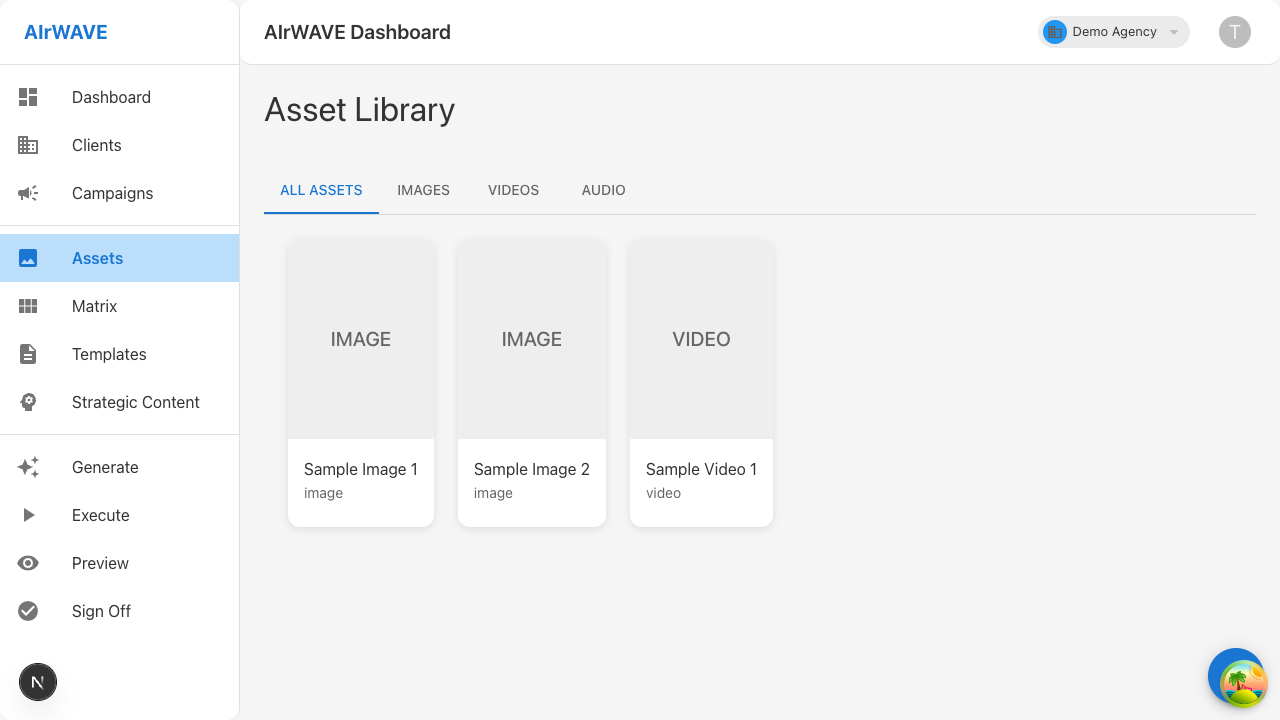 AIrWAVE
AIrWAVE Dashboard
Demo Agency
T
Dashboard
Clients
Campaigns
Assets
Matrix
Templates
Strategic Content
Generate
Execute
Preview
Sign Off
N
Asset Library
ALL ASSETS
IMAGES
VIDEOS
AUDIO
IMAGE
Sample Image 1
image
IMAGE
Sample Image 2
image
VIDEO
Sample Video 1
video